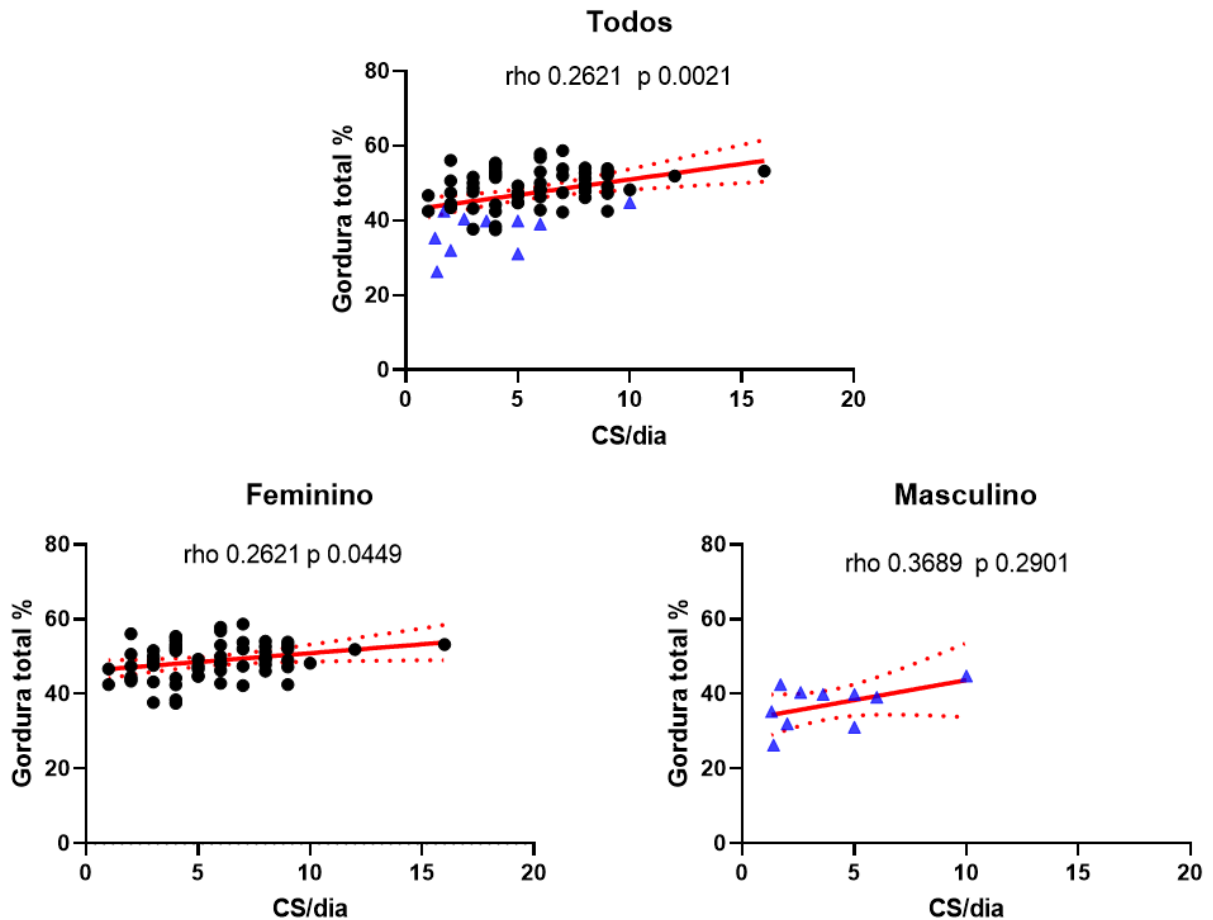 Todos
rho 0.2621 p 0.0021
80
60
40
20
0
Gordura total %
0 5 10 15 20
CS/dia
Feminino
rho 0.2621 p 0.0449
80
60
40
20
0
Gordura total %
0 5 10 15 20
CS/dia
Masculino
rho 0.3689 p 0.2901
80
60
40
20
0
Gordura total %
0 5 10 15 20
CS/dia